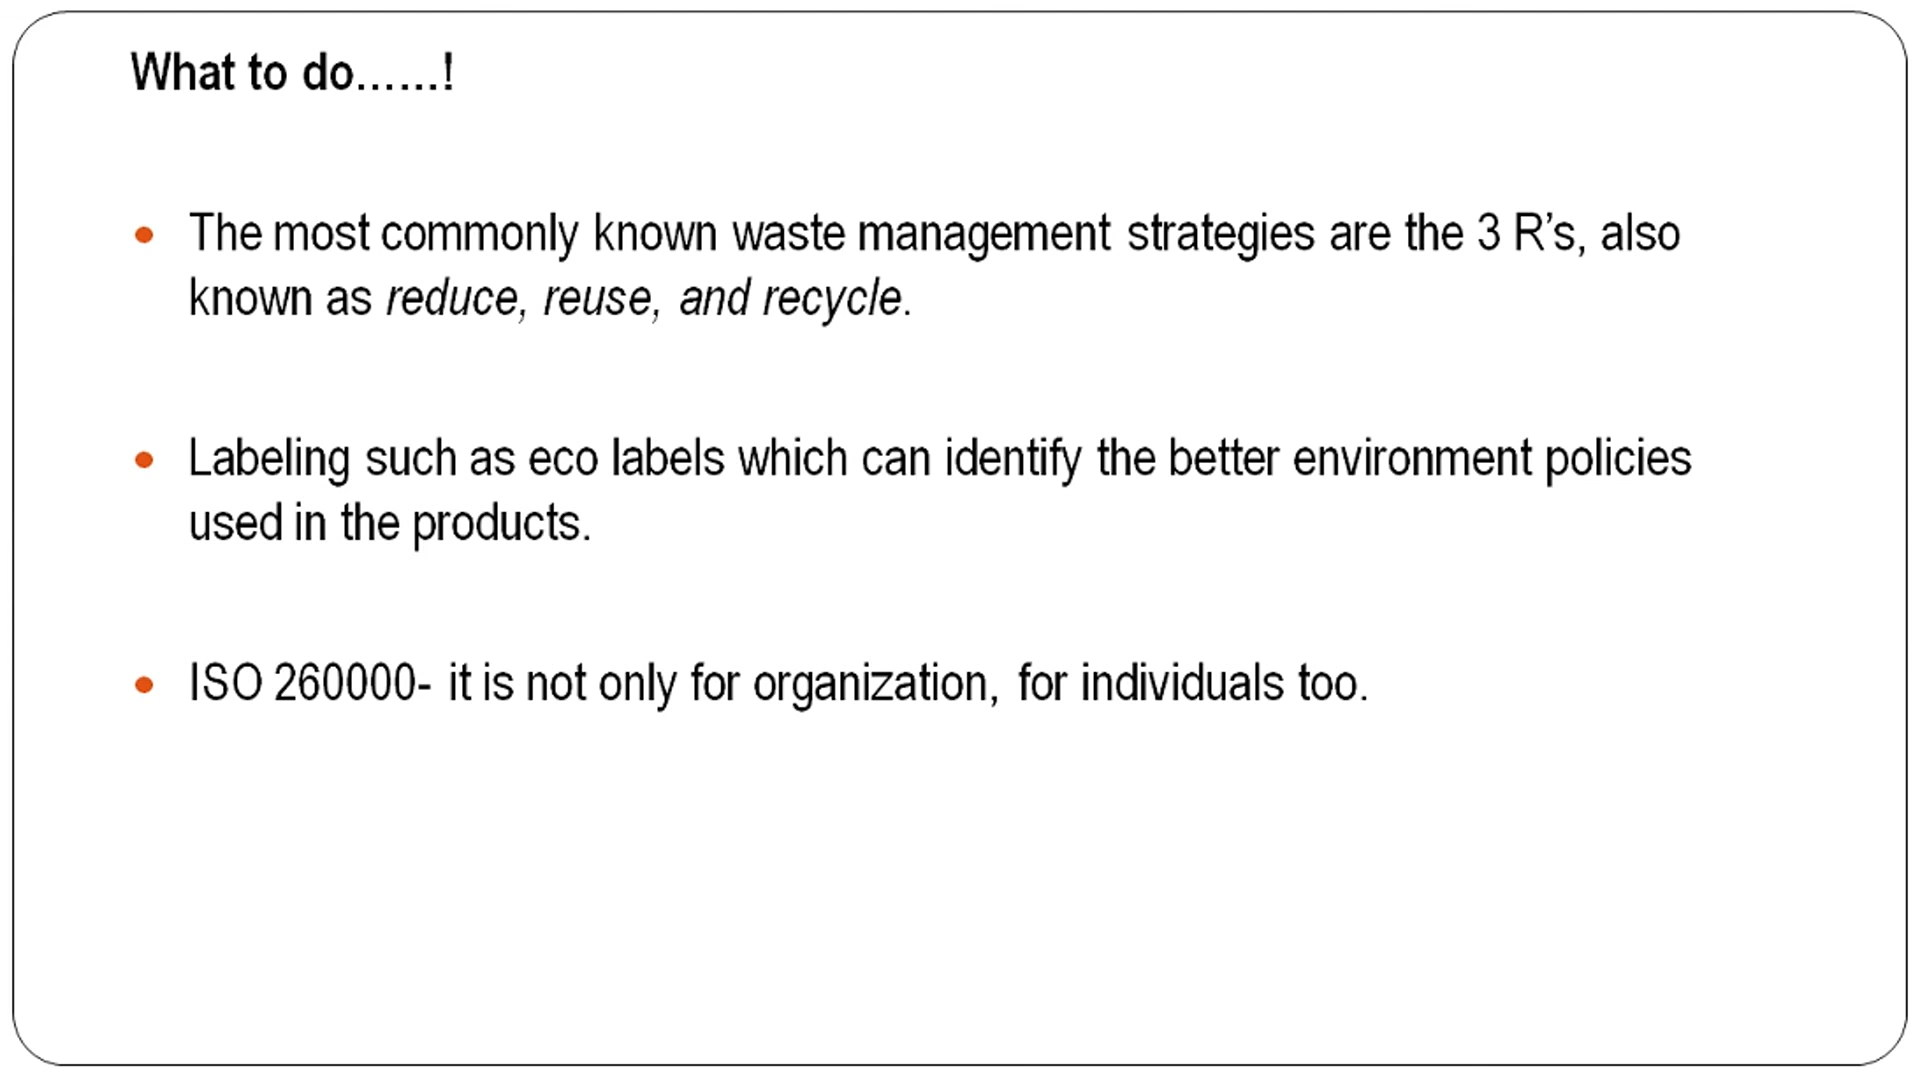 What to do......!
• The most commonly known waste management strategies are the 3 R’s, also
known as reduce, reuse, and recycle.
• Labeling such as eco labels which can identify the better environment policies
used in the products.
• ISO 260000- it is not only for organization, for individuals too.